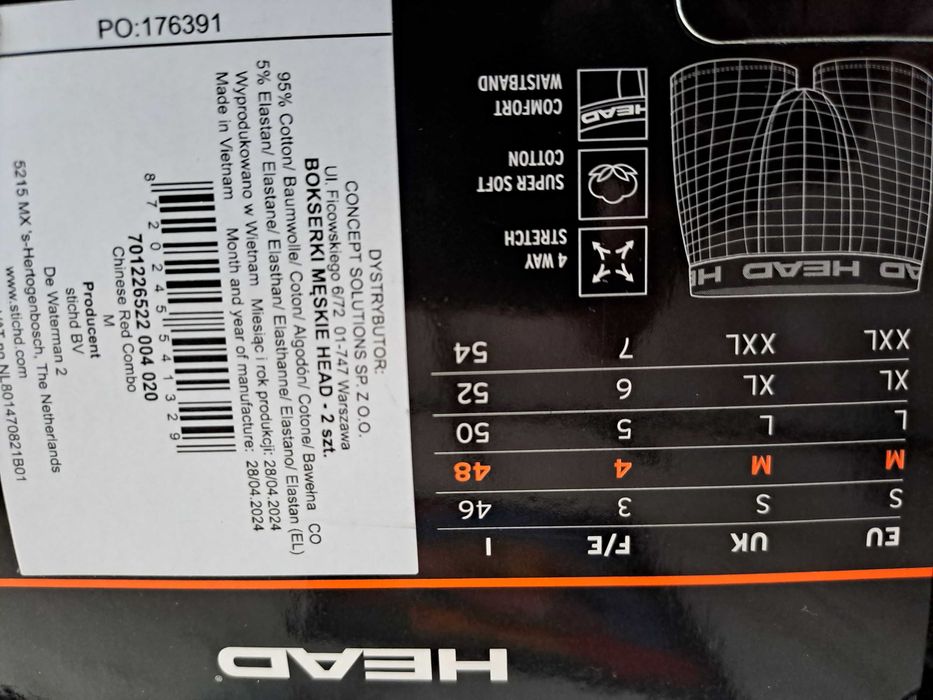 HEAD
EU UK F/E I
S S 3 46
M M 4 48
L L 5 50
XL XL 6 52
XXL XXL 7 54
4 WAY
STRETCH
SUPER SOFT
COTTON
COMFORT
WAISTBAND
HEAD
HEAD
PO:176391
DYSTRYBUTOR:
CONCEPT SOLUTIONS SP. Z O.O.
Ul. Ficowskiego 6/72 01-747 Warszawa
BOKSERKI MĘSKIE HEAD - 2 szt.
95% Cotton/ Baumwolle/ Coton/ Algodón/ Cotone/ Bawełna CO
5% Elastan/ Elastane/ Elasthan/ Elasthanne/ Elastano/ Elastan (EL)
Wyprodukowano w Wietnam Miesiąc i rok produkcji: 28/04.2024
Made in Vietnam Month and year of manufacture: 28/04.2024
8 720245 541329
701226522 004 020
Chinese Red Combo
M
Producent
stichd BV
De Waterman 2
5215 MX 's-Hertogenbosch, The Netherlands
www.stichd.com
NL801470821B01